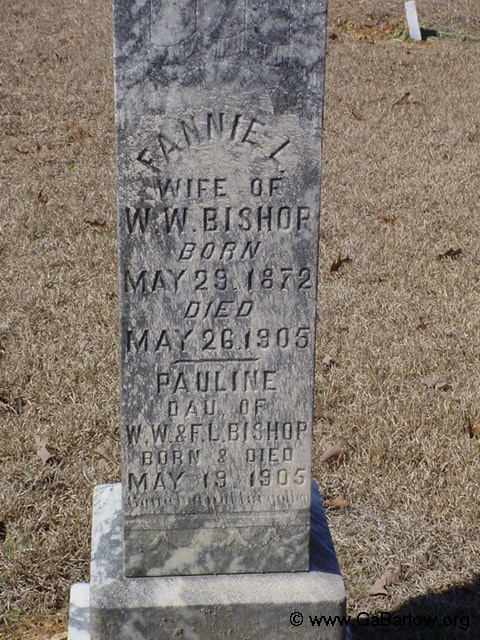 FANNIE L.
WIFE OF
W.W. BISHOP
BORN
MAY 29, 1872
DIED
MAY 26, 1905
PAULINE
DAU. OF
W.W. & F.L. BISHOP
BORN & DIED
MAY 19, 1905
© www.GaBarlow.org